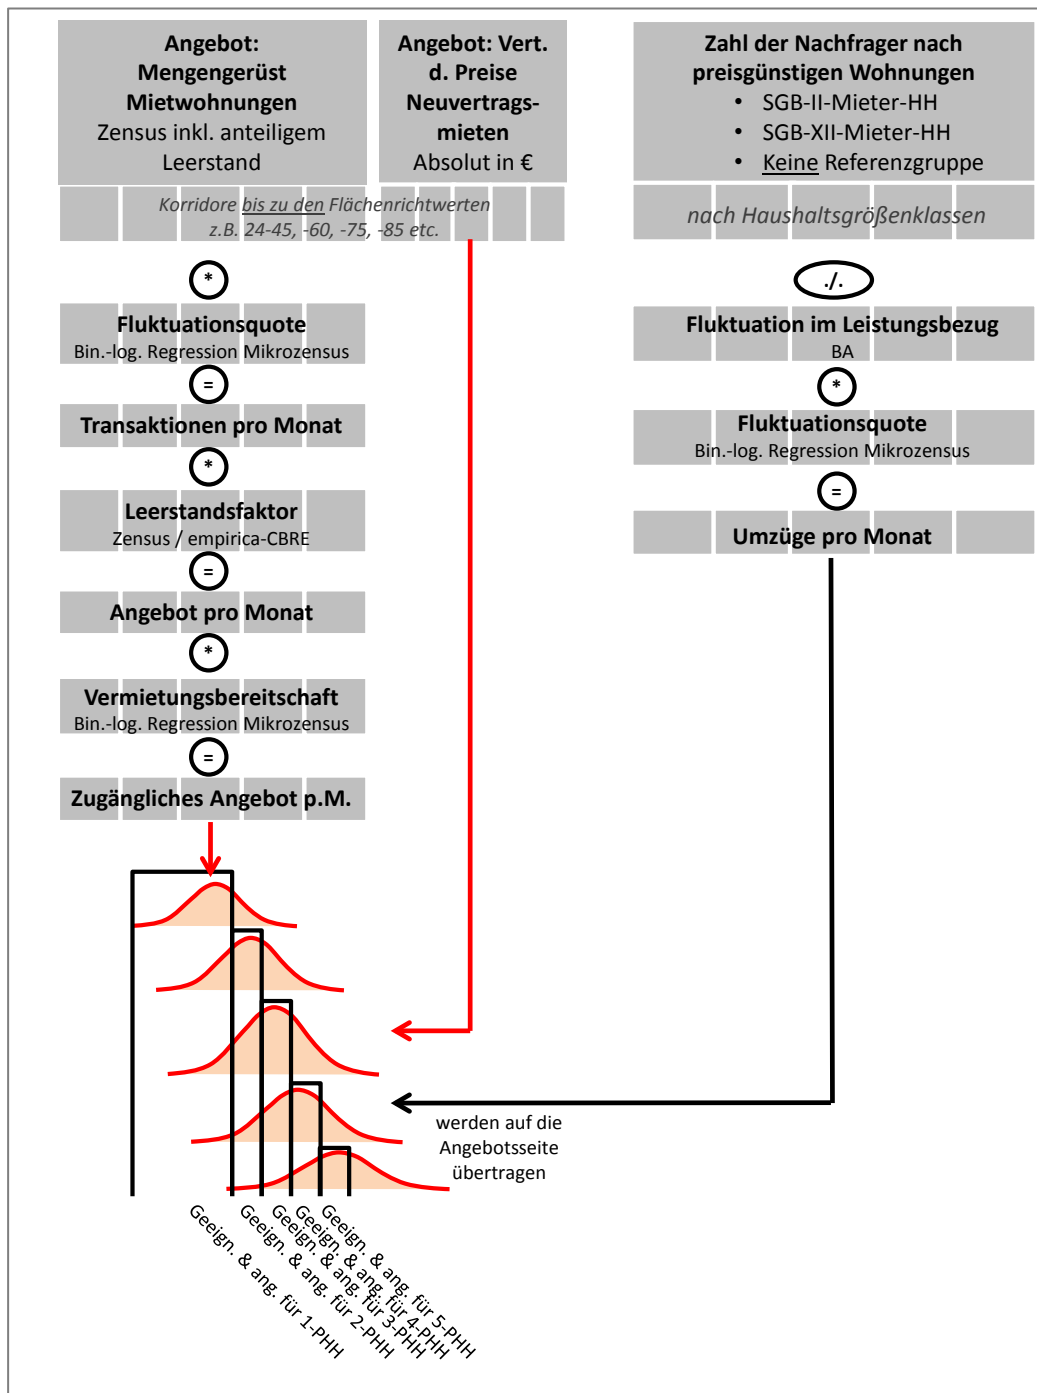 Angebot:
Mengengerüst
Mietwohnungen
Zensus inkl. anteiligem
Leerstand
Angebot: Vert.
d. Preise
Neuvertrags-
mieten
Absolut in €
Korridore bis zu den Flächenrichtwerten
z.B. 24-45, -60, -75, -85 etc.
*
Fluktuationsquote
Bin.-log. Regression Mikrozensus
=
Transaktionen pro Monat
*
Leerstandsfaktor
Zensus / empirica-CBRE
=
Angebot pro Monat
*
Vermietungsbereitschaft
Bin.-log. Regression Mikrozensus
=
Zugängliches Angebot p.M.
Zahl der Nachfrager nach
preisgünstigen Wohnungen
• SGB-II-Mieter-HH
• SGB-XII-Mieter-HH
• Keine Referenzgruppe
nach Haushaltsgrößenklassen
./.
Fluktuation im Leistungsbezug
BA
*
Fluktuationsquote
Bin.-log. Regression Mikrozensus
=
Umzüge pro Monat
werden auf die
Angebotsseite
übertragen
Geeign. & ang. für 1-PHH
Geeign. & ang. für 2-PHH
Geeign. & ang. für 3-PHH
Geeign. & ang. für 4-PHH
Geeign. & ang. für 5-PHH